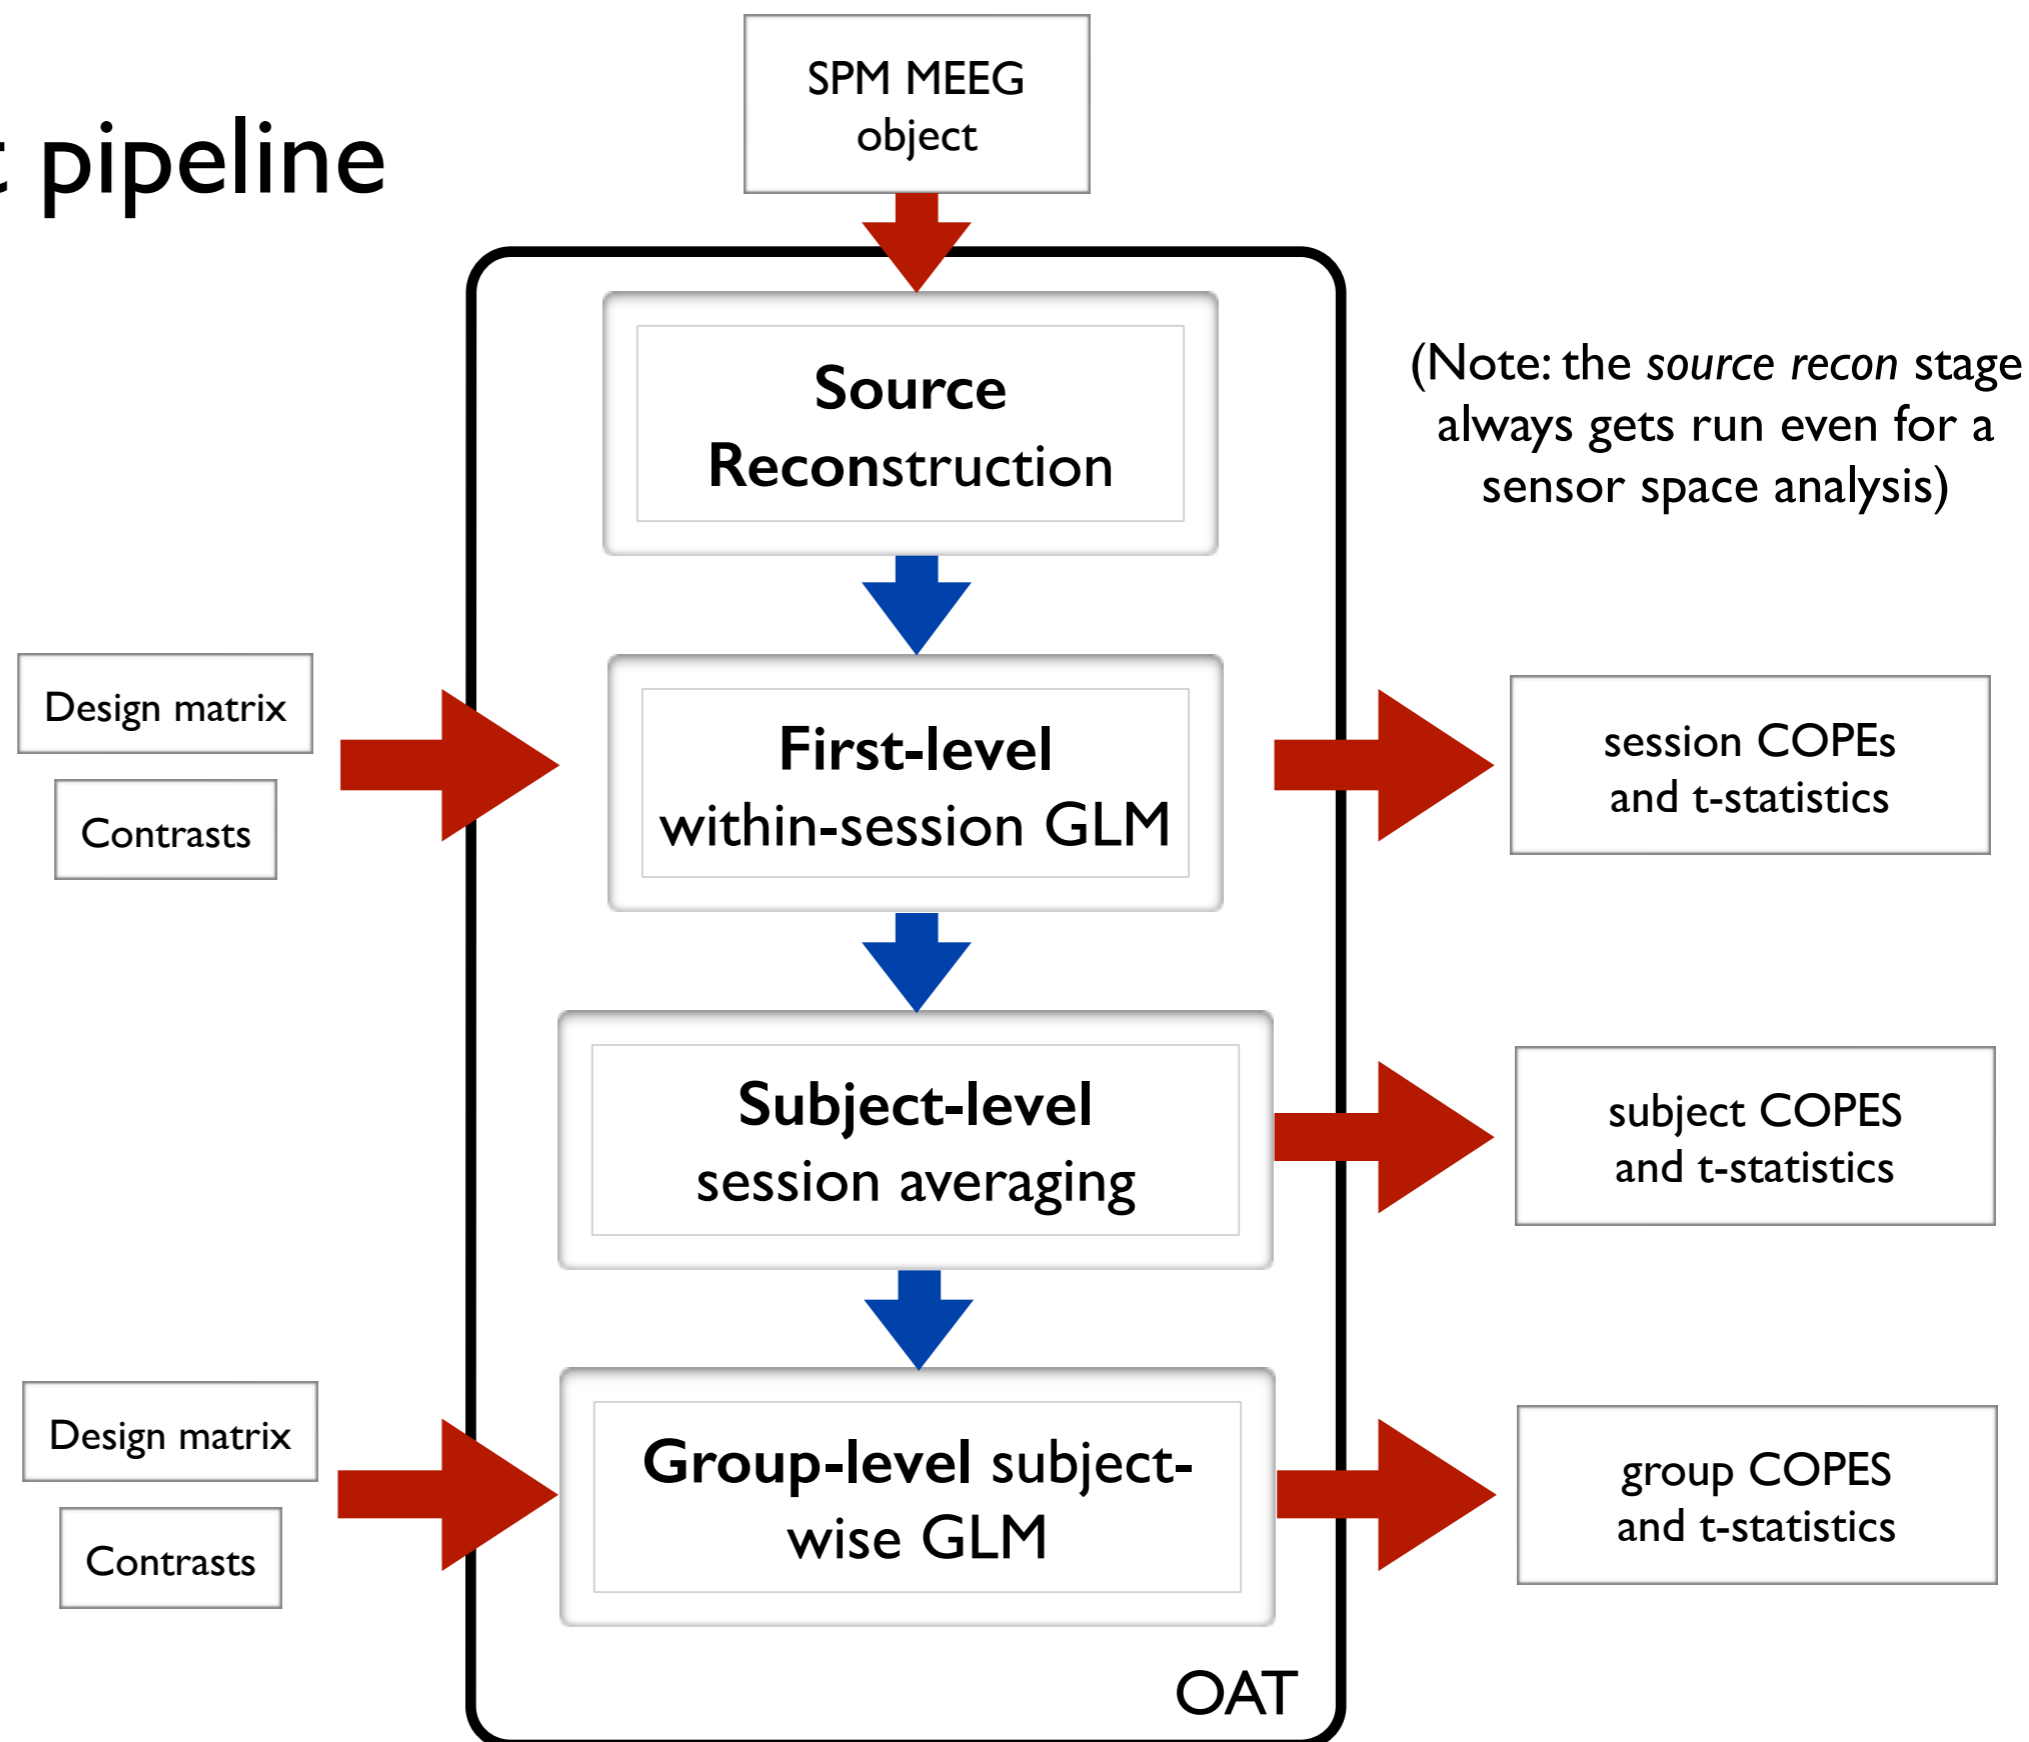 t pipeline
SPM MEEG
object
Source
Reconstruction
(Note: the source recon stage
always gets run even for a
sensor space analysis)
Design matrix
Contrasts
First-level
within-session GLM
session COPEs
and t-statistics
Subject-level
session averaging
subject COPES
and t-statistics
Design matrix
Contrasts
Group-level subject-
wise GLM
group COPES
and t-statistics
OAT